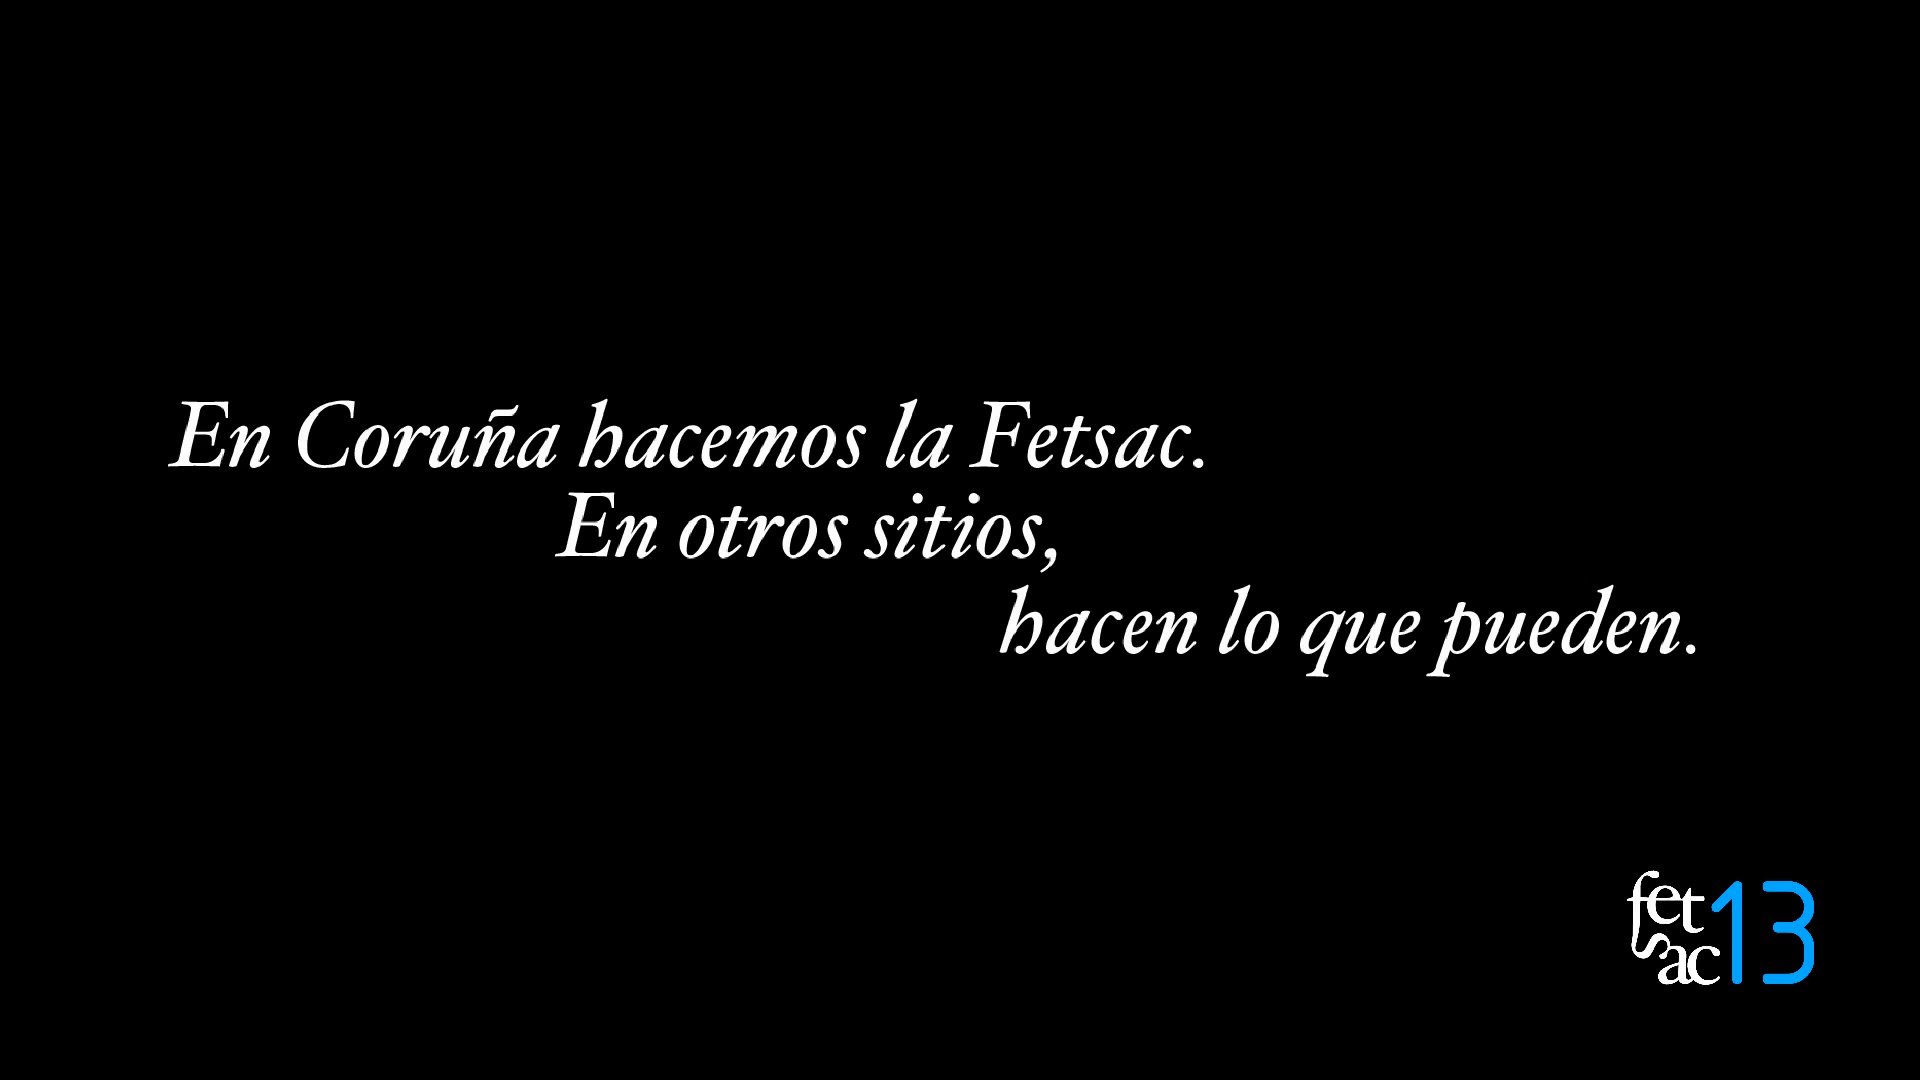 En Coruña hacemos la Fetsac.
En otros sitios,
hacen lo que pueden.
fet
sac
13